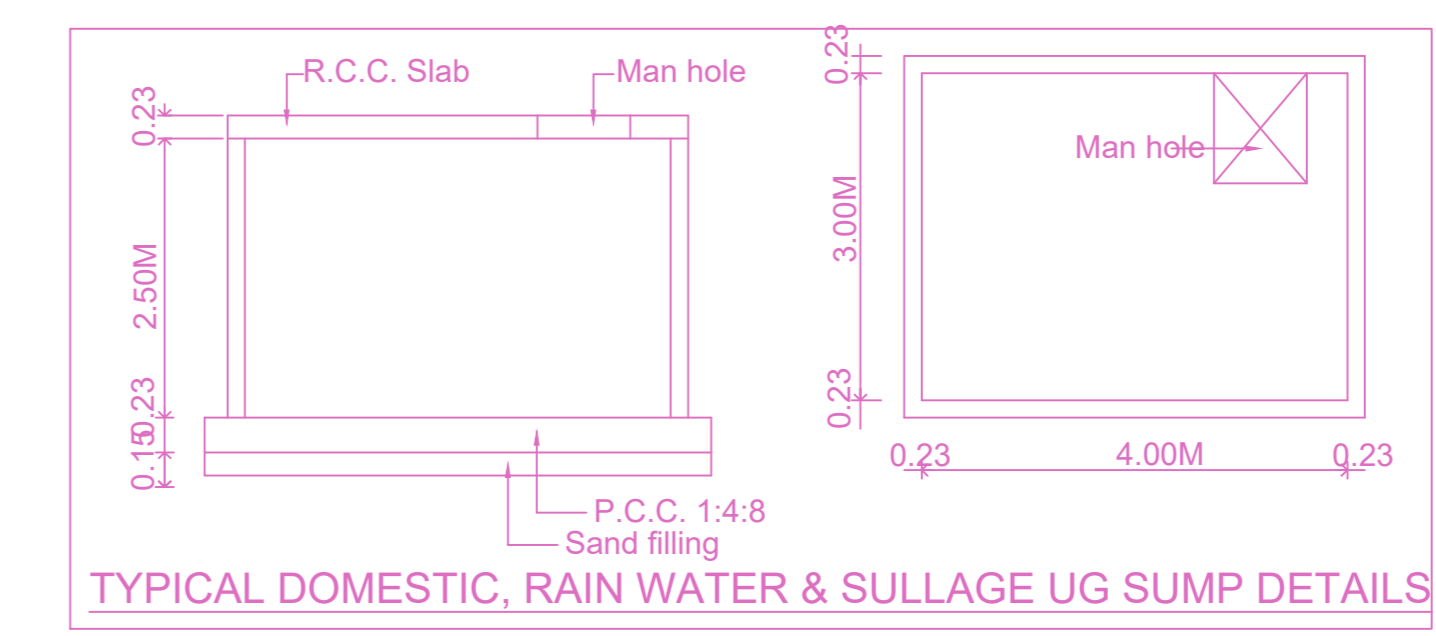 R.C.C. Slab
Man hole
0.23
2.50M
0.23
0.15
P.C.C. 1:4:8
Sand filling
0.23
Man hole
3.00M
0.23
0.23
4.00M
0.23
TYPICAL DOMESTIC, RAIN WATER & SULLAGE UG SUMP DETAILS